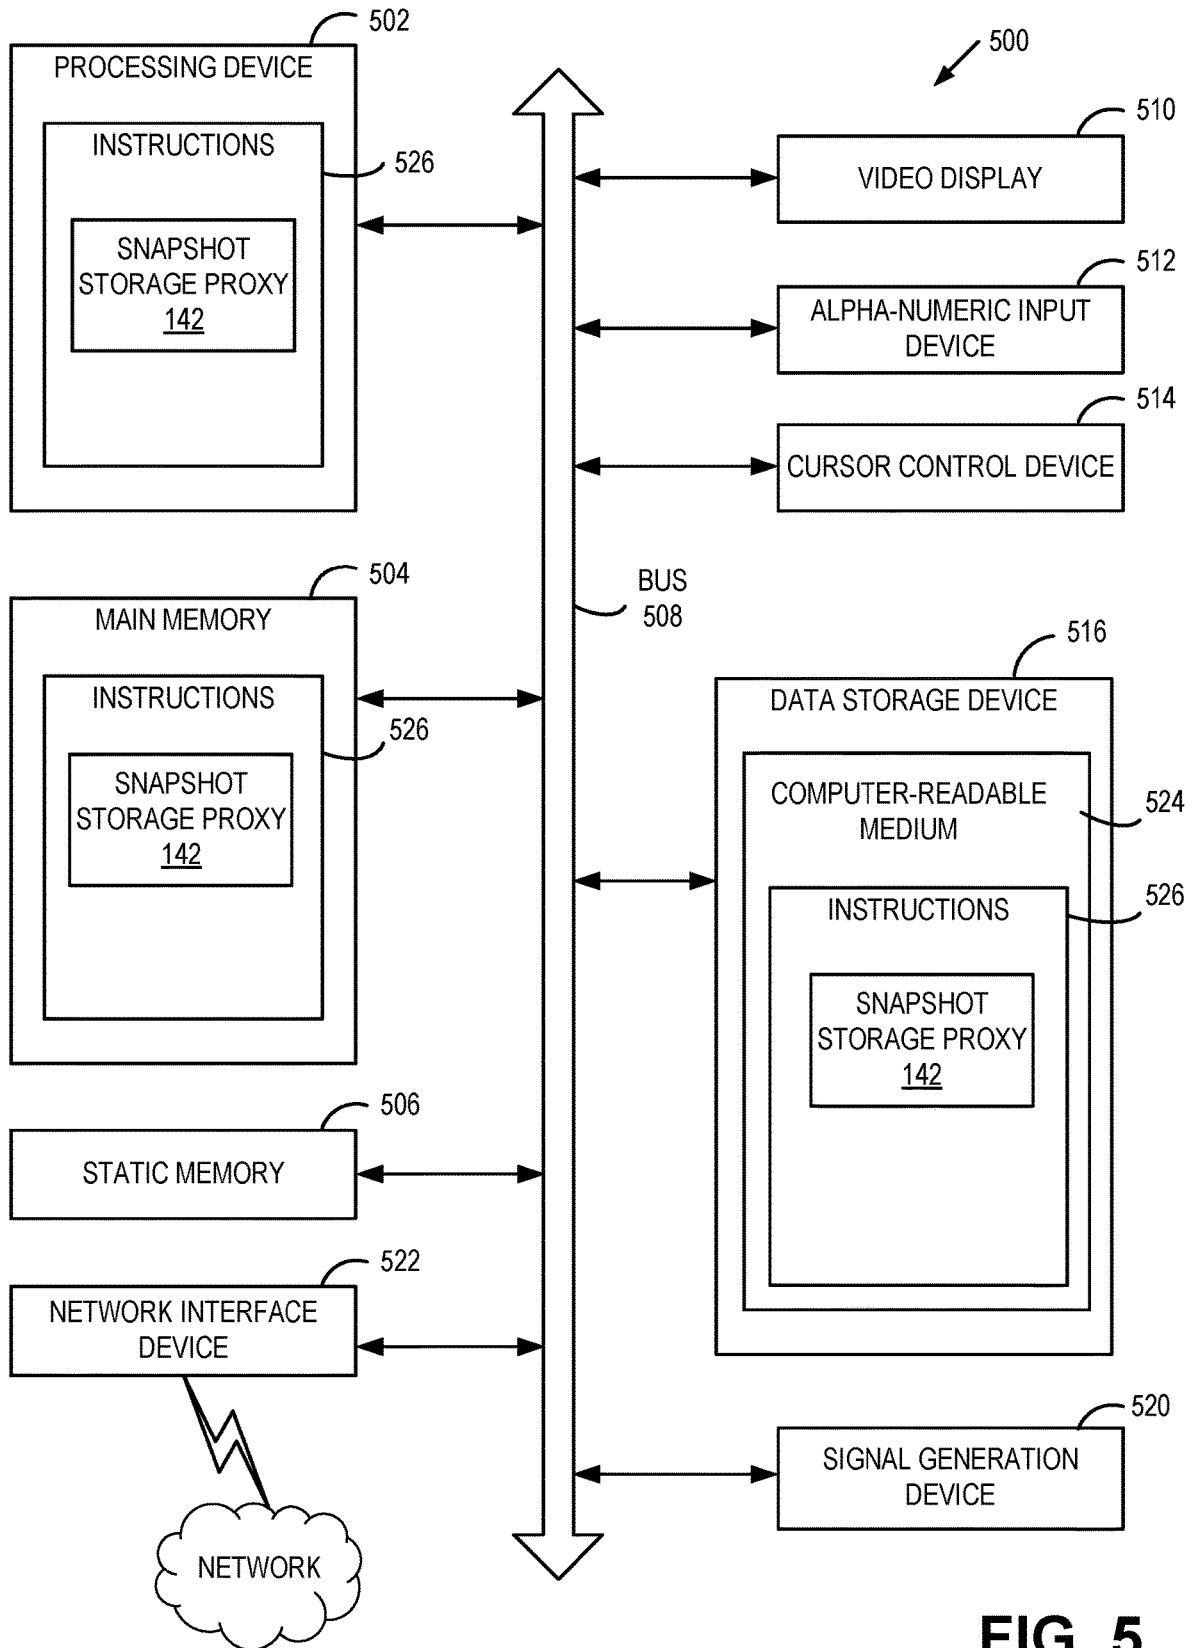 502
PROCESSING DEVICE
INSTRUCTIONS
526
SNAPSHOT
STORAGE PROXY
142
500
510
VIDEO DISPLAY
512
ALPHA-NUMERIC INPUT
DEVICE
514
CURSOR CONTROL DEVICE
504
MAIN MEMORY
INSTRUCTIONS
526
SNAPSHOT
STORAGE PROXY
142
BUS
508
516
DATA STORAGE DEVICE
COMPUTER-READABLE
MEDIUM
524
INSTRUCTIONS
526
SNAPSHOT
STORAGE PROXY
142
506
STATIC MEMORY
522
NETWORK INTERFACE
DEVICE
NETWORK
520
SIGNAL GENERATION
DEVICE
FIG. 5